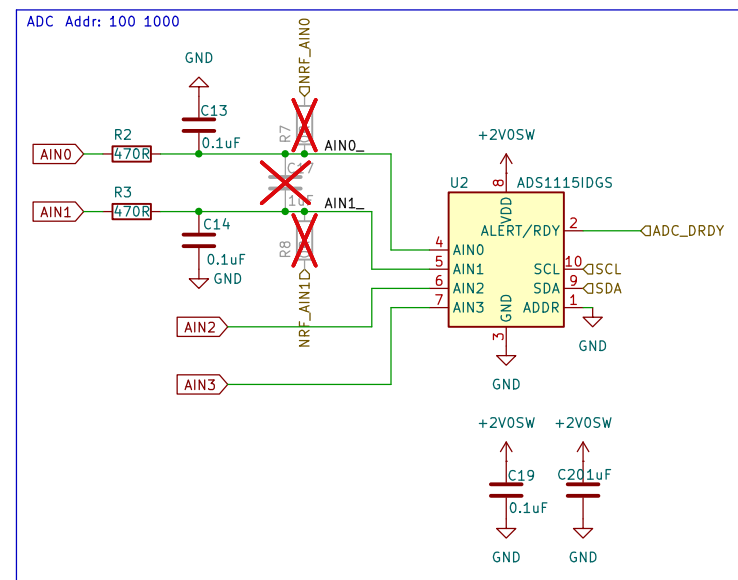 ADC Addr: 100 1000
GND
NRF_AIN0
C13
0.1uF
R7
AIN0_
R2
AIN0
470R
C17
1uF
R3
AIN1
470R
AIN1_
C14
0.1uF
GND
R8
NRF_AIN1
AIN2
AIN3
+2V0SW
U2
8
ADS1115IDGS
VDD
ALERT/RDY
2
ADC_DRDY
4
AIN0
5
AIN1
SCL
10
SCL
6
AIN2
SDA
9
SDA
7
AIN3
GND
ADDR
1
3
GND
GND
+2V0SW
+2V0SW
C19
0.1uF
C20
1uF
GND
GND